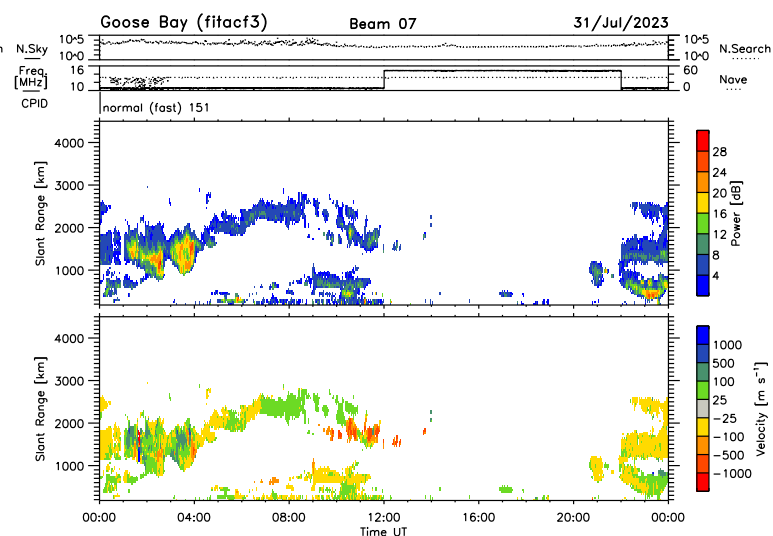 Goose Bay (fitacf3) Beam 07 31/Jul/2023
n N.Sky 10^5 10^5 N.Search
10^0 10^0
Freq. 16 60 Nave
[MHz] 10 0
CPID normal (fast) 151
4000
3000
2000
1000
Slant Range [km]
28
24
20
16
12
8
4
Power [dB]
4000
3000
2000
1000
Slant Range [km]
1000
500
100
25
-25
-100
-500
-1000
Velocity [m s⁻¹]
00:00 04:00 08:00 12:00 16:00 20:00 00:00
Time UT